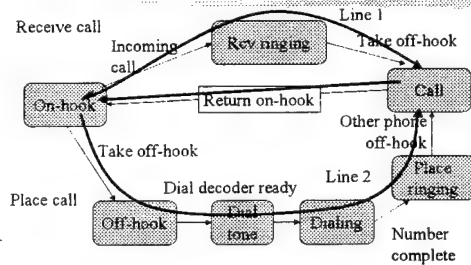 Receive call
Line 1
Incoming call
Rcv ringing
Take off-hook
On-hook
Return on-hook
Call
Take off-hook
Other phone off-hook
Place call
Dial decoder ready
Line 2
Place ringing
Off-hook
Dial tone
Dialing
Number complete